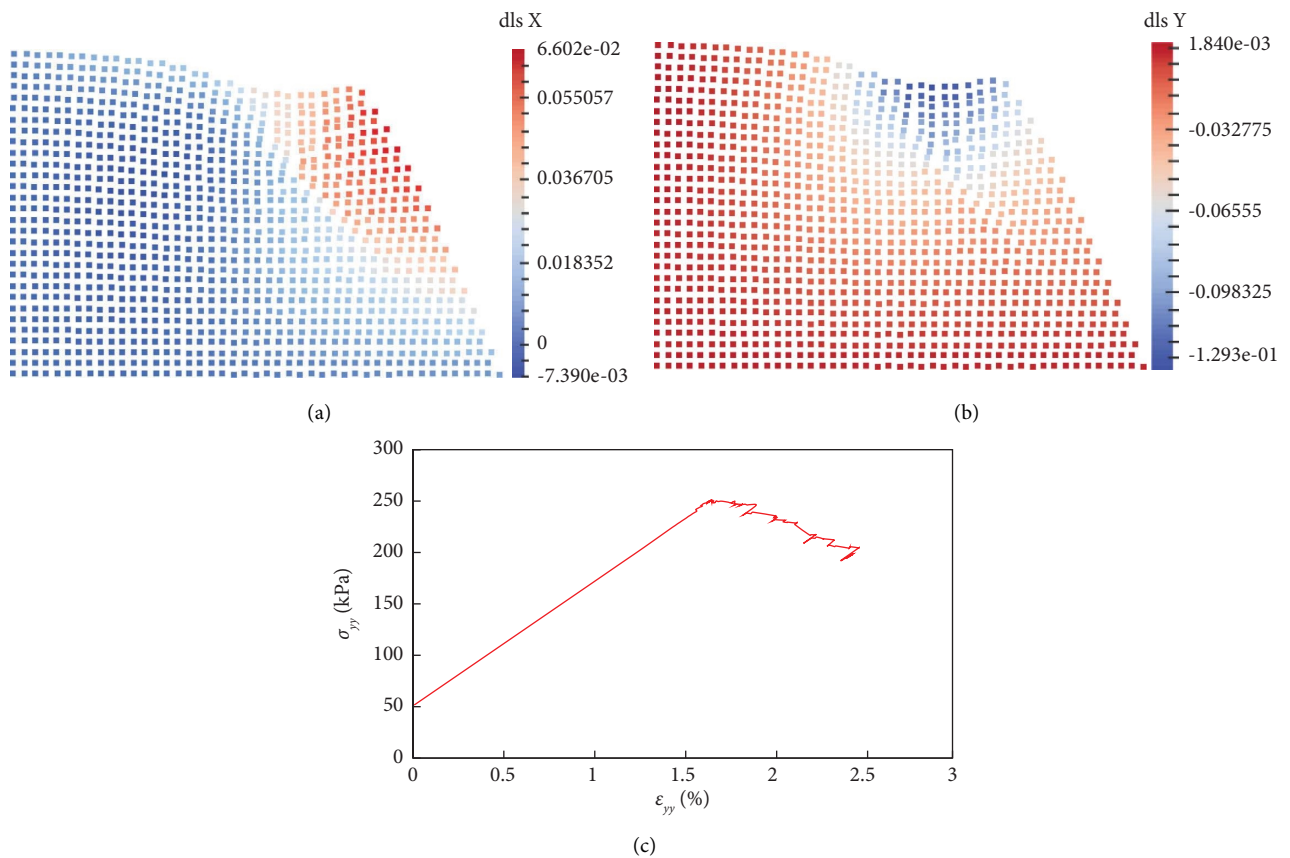 dls X
6.602e-02
0.055057
0.036705
0.018352
0
-7.390e-03
(a)
dls Y
1.840e-03
-0.032775
-0.06555
-0.098325
-1.293e-01
(b)
300
250
200
150
100
50
0
σyy (kPa)
0 0.5 1 1.5 2 2.5 3
εyy (%)
(c)